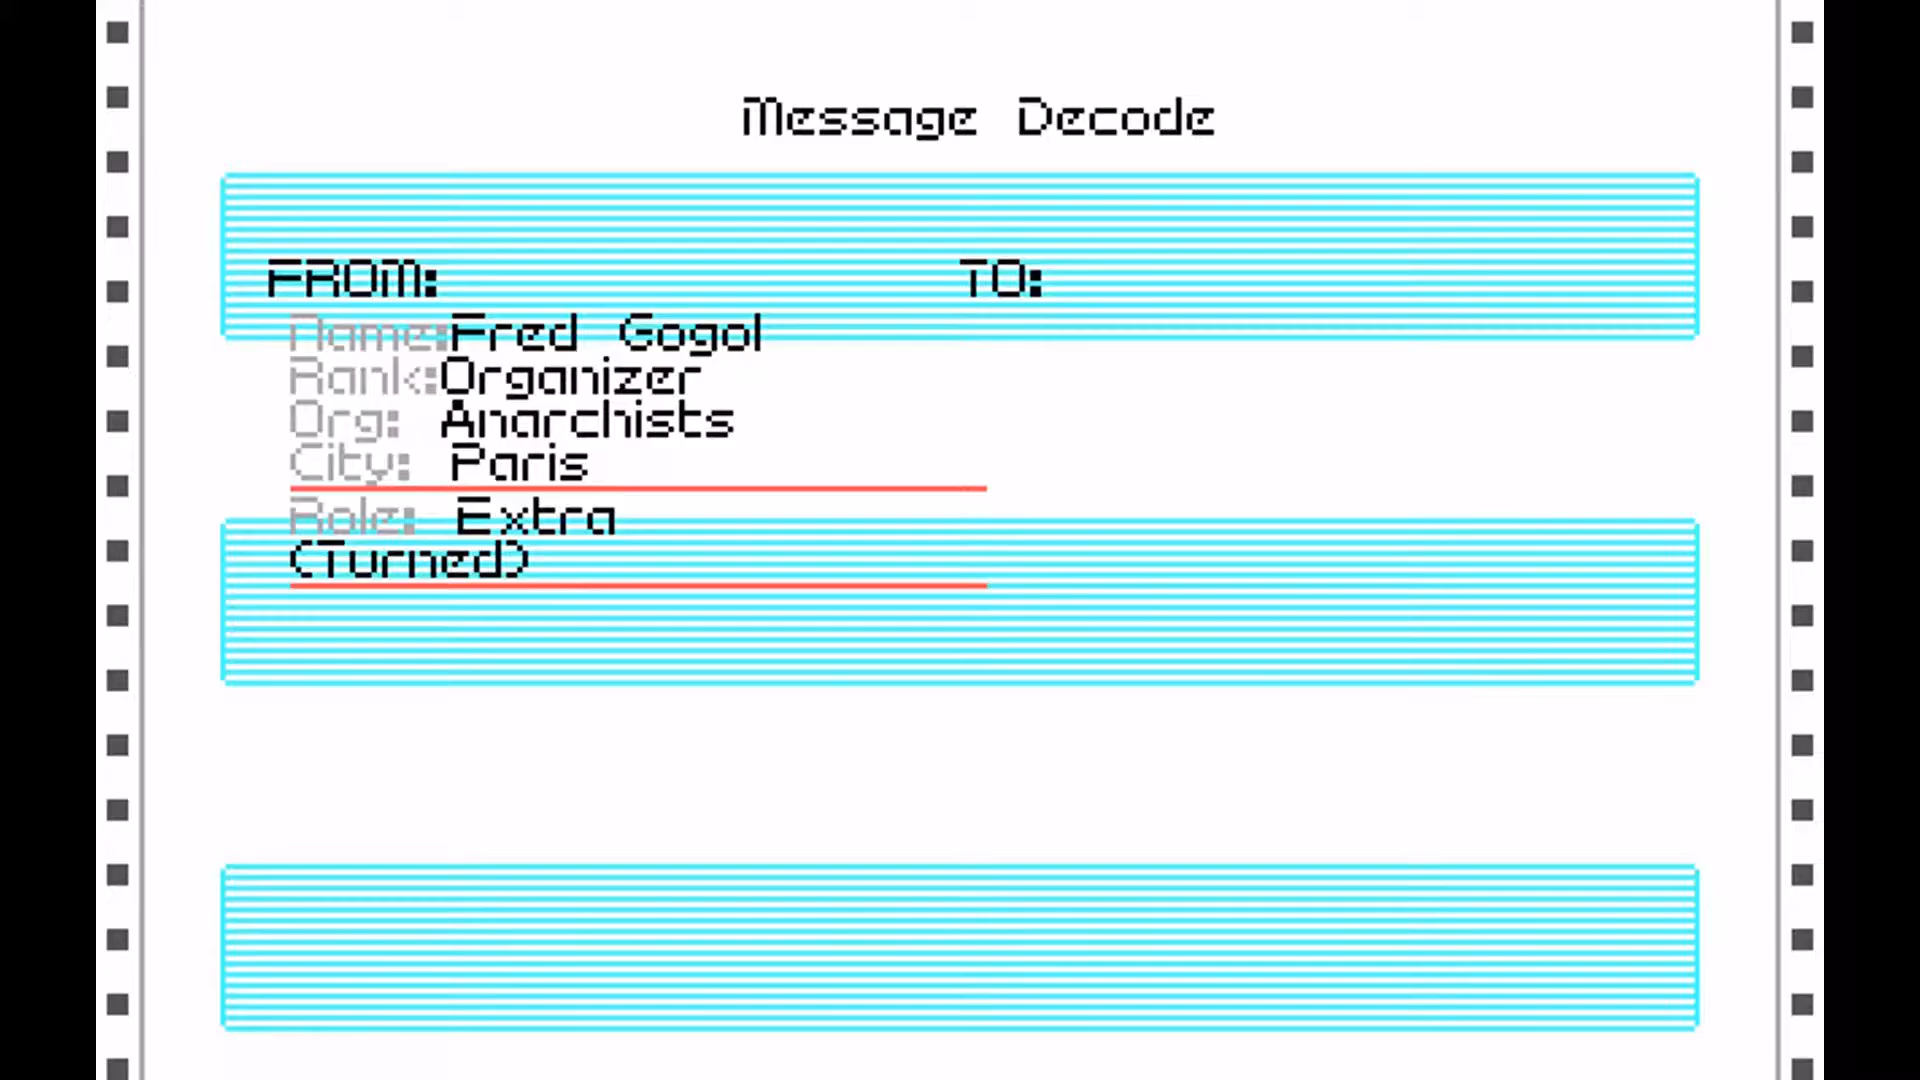 Message Decode
FROM: TO:
Name:Fred Gogol
Rank:Organizer
Org: Anarchists
City: Paris
Role: Extra
(Turned)